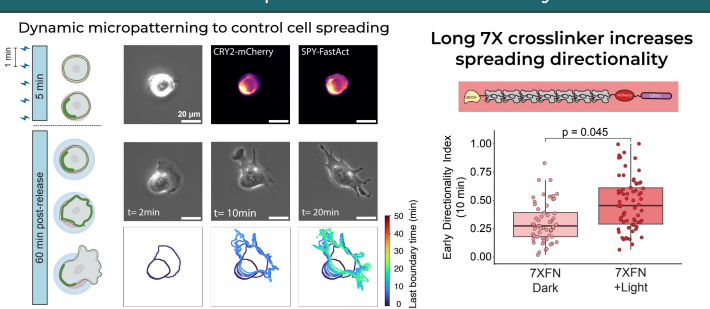 Dynamic micropatterning to control cell spreading
1 min
5 min
CRY2-mCherry
SPY-FastAct
20 µm
60 min post-release
t= 2min
t= 10min
t= 20min
50
40
30
20
10
0
Last boundary time (min)
Long 7X crosslinker increases
spreading directionality
mCherry
p = 0.045
Early Directionality Index
(10 min)
1.00
0.75
0.50
0.25
0.00
7XFN
Dark
7XFN
+Light